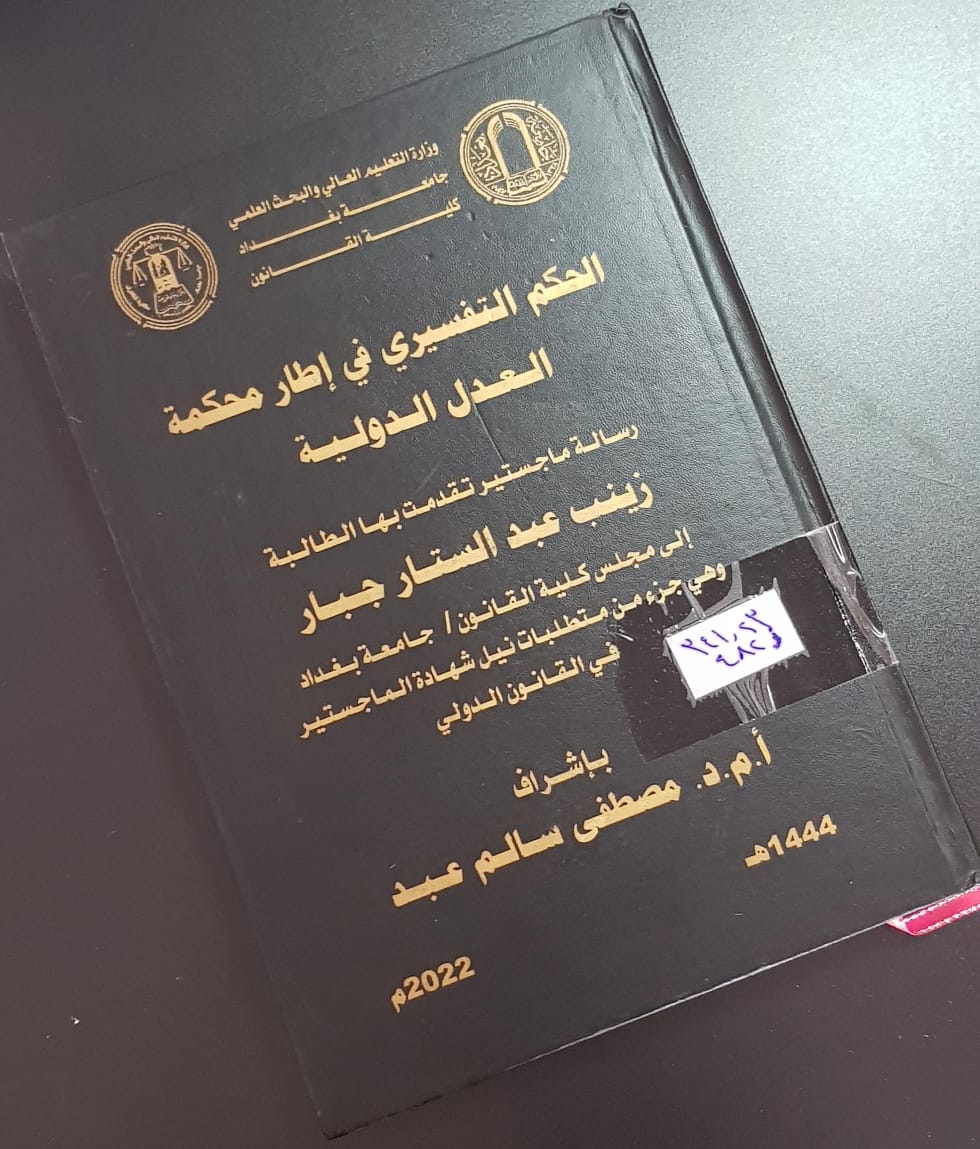 وزارة التعليم العالي والبحث العلمي
جامعة بغداد
كلية القانون
الحكم التفسيري في إطار محكمة
العدل الدولية
رسالة ماجستير تقدمت بها الطالبة
زينب عبد الستار جبار
إلى مجلس كلية القانون / جامعة بغداد
وهي جزء من متطلبات نيل شهادة الماجستير
في القانون الدولي
بإشراف
أ.م.د. مصطفى سالم عبد
1444هـ
2022م